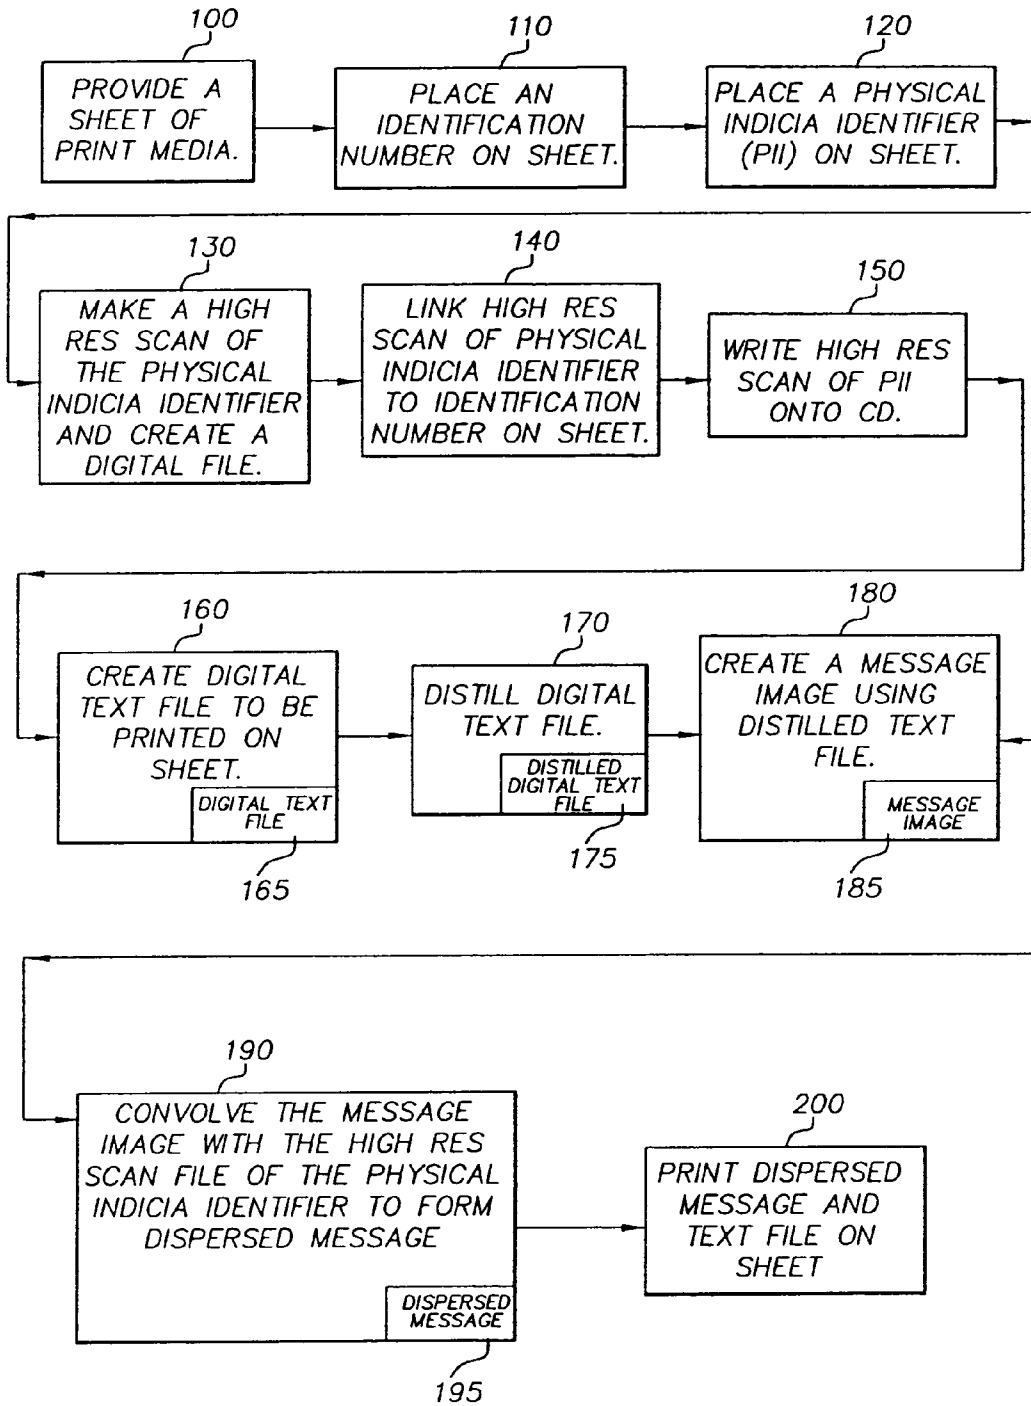 100
PROVIDE A
SHEET OF
PRINT MEDIA.
110
PLACE AN
IDENTIFICATION
NUMBER ON SHEET.
120
PLACE A PHYSICAL
INDICIA IDENTIFIER
(PII) ON SHEET.
130
MAKE A HIGH
RES SCAN OF
THE PHYSICAL
INDICIA IDENTIFIER
AND CREATE A
DIGITAL FILE.
140
LINK HIGH RES
SCAN OF PHYSICAL
INDICIA IDENTIFIER
TO IDENTIFICATION
NUMBER ON SHEET.
150
WRITE HIGH RES
SCAN OF PII
ONTO CD.
160
CREATE DIGITAL
TEXT FILE TO BE
PRINTED ON
SHEET.
DIGITAL TEXT
FILE
165
170
DISTILL DIGITAL
TEXT FILE.
DISTILLED
DIGITAL TEXT
FILE
175
180
CREATE A MESSAGE
IMAGE USING
DISTILLED TEXT
FILE.
MESSAGE
IMAGE
185
190
CONVOLVE THE MESSAGE
IMAGE WITH THE HIGH RES
SCAN FILE OF THE PHYSICAL
INDICIA IDENTIFIER TO FORM
DISPERSED MESSAGE
DISPERSED
MESSAGE
195
200
PRINT DISPERSED
MESSAGE AND
TEXT FILE ON
SHEET